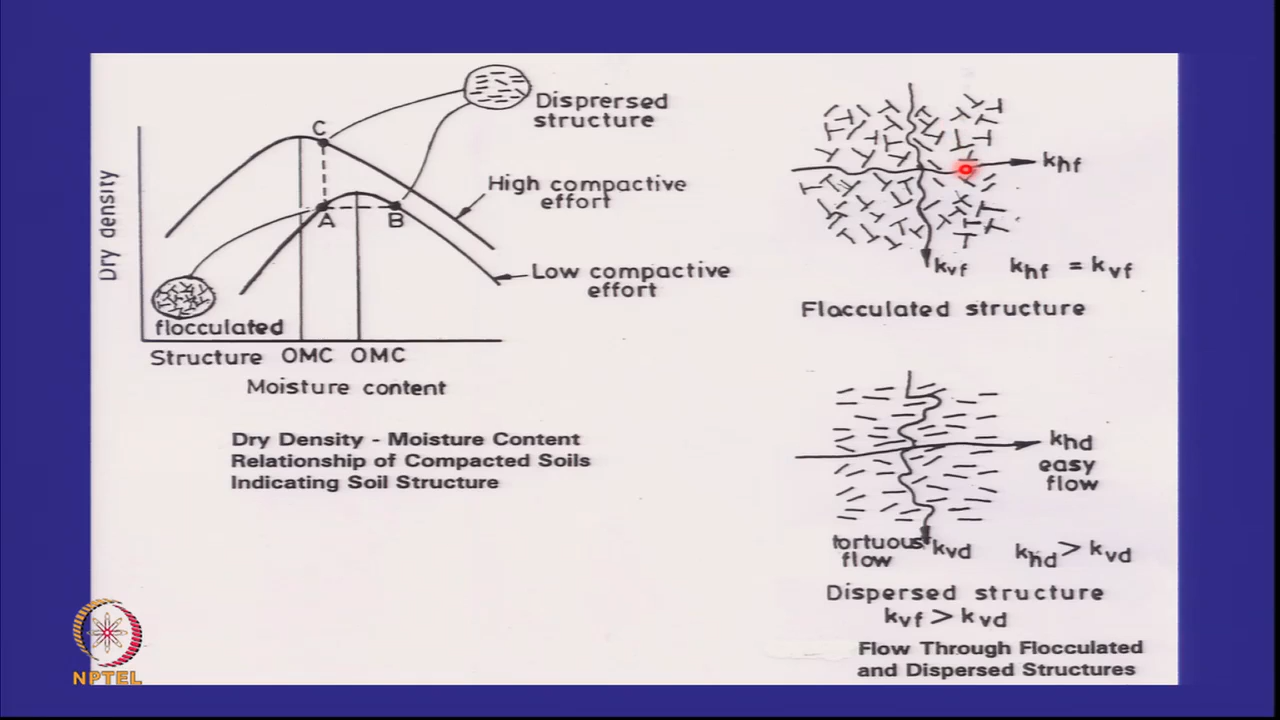 C
Disprersed
structure
High compactive
effort
Dry density
A
B
Low compactive
effort
flocculated
Structure OMC OMC
Moisture content
Dry Density - Moisture Content
Relationship of Compacted Soils
Indicating Soil Structure
khf
kvf
khf = kvf
Flocculated structure
khd
easy
flow
tortuous
flow
kvd
khd > kvd
Dispersed structure
kvf > kvd
Flow Through Flocculated
and Dispersed Structures
NPTEL